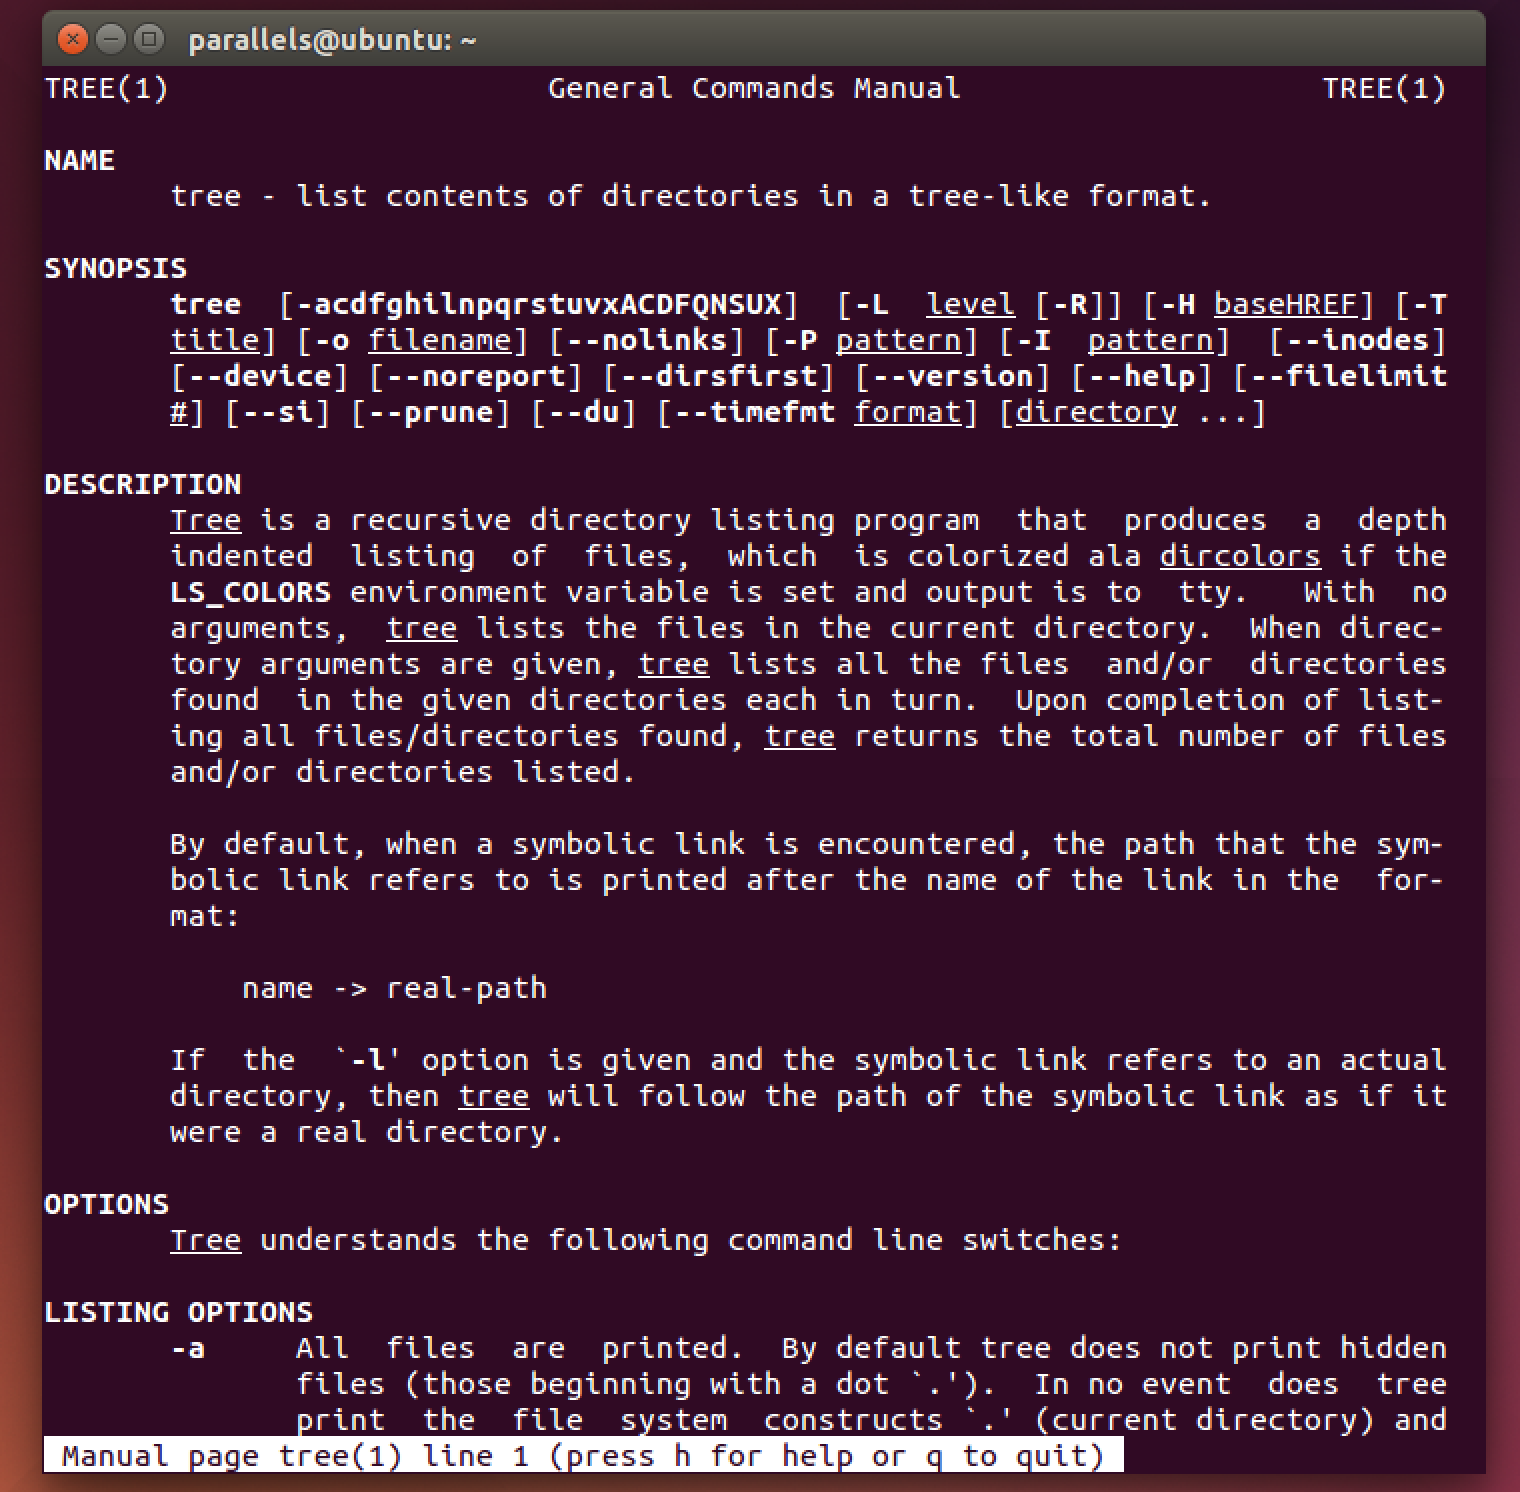 parallels@ubuntu: ~
TREE(1) General Commands Manual TREE(1)
NAME
tree - list contents of directories in a tree-like format.
SYNOPSIS
tree [-acdfghilnpqrstuvxACDFQNSUX] [-L level [-R]] [-H baseHREF] [-T
title] [-o filename] [--nolinks] [-P pattern] [-I pattern] [--inodes]
[--device] [--noreport] [--dirsfirst] [--version] [--help] [--filelimit
#] [--si] [--prune] [--du] [--timefmt format] [directory ...]
DESCRIPTION
Tree is a recursive directory listing program that produces a depth
indented listing of files, which is colorized ala dircolors if the
LS_COLORS environment variable is set and output is to tty. With no
arguments, tree lists the files in the current directory. When direc-
tory arguments are given, tree lists all the files and/or directories
found in the given directories each in turn. Upon completion of list-
ing all files/directories found, tree returns the total number of files
and/or directories listed.
By default, when a symbolic link is encountered, the path that the sym-
bolic link refers to is printed after the name of the link in the for-
mat:
name -> real-path
If the `-l' option is given and the symbolic link refers to an actual
directory, then tree will follow the path of the symbolic link as if it
were a real directory.
OPTIONS
Tree understands the following command line switches:
LISTING OPTIONS
-a All files are printed. By default tree does not print hidden
files (those beginning with a dot `.'). In no event does tree
print the file system constructs `.' (current directory) and
Manual page tree(1) line 1 (press h for help or q to quit)